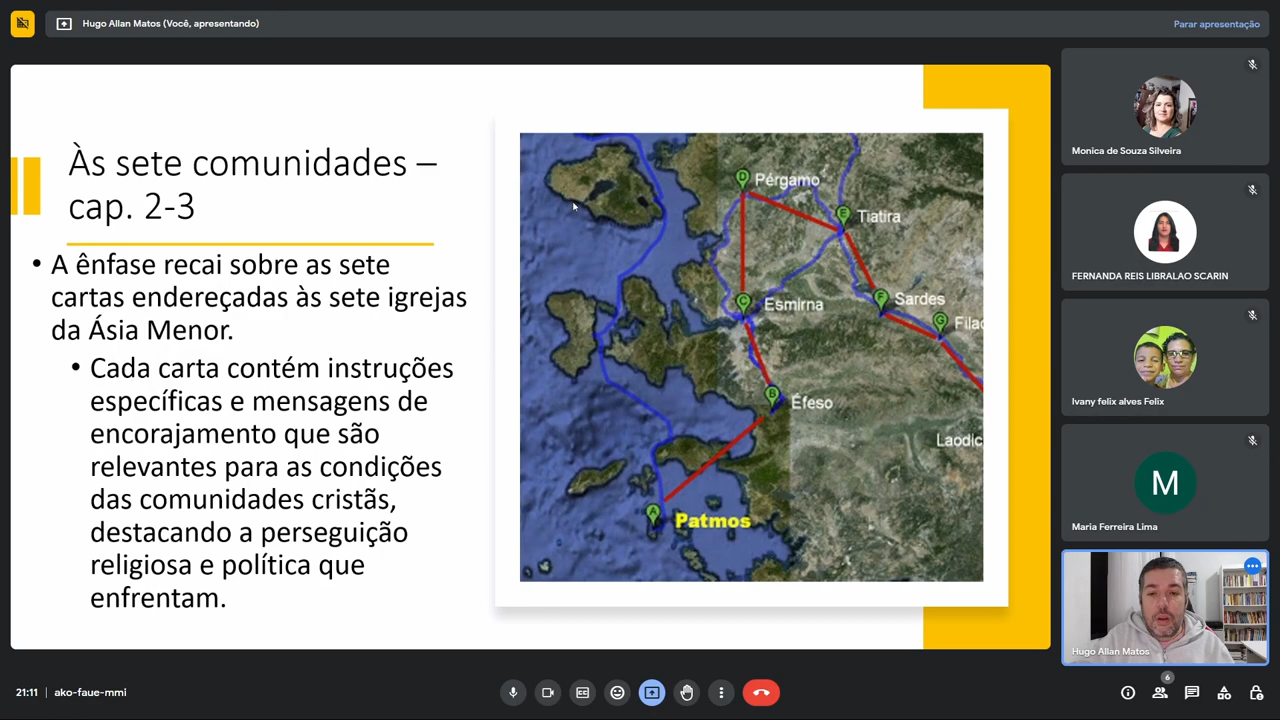 Hugo Allan Matos (Você, apresentando)
Parar apresentação
Às sete comunidades –
cap. 2-3
• A ênfase recai sobre as sete
cartas endereçadas às sete igrejas
da Ásia Menor.
• Cada carta contém instruções
específicas e mensagens de
encorajamento que são
relevantes para as condições
das comunidades cristãs,
destacando a perseguição
religiosa e política que
enfrentam.
D Pérgamo
E Tiatira
C Esmirna
F Sardes
G Filac
B Éfeso
Laodic
A Patmos
Monica de Souza Silveira
FERNANDA REIS LIBRALAO SCARIN
Ivany felix alves Felix
M
Maria Ferreira Lima
Hugo Allan Matos
21:11 | ako-faue-mmi
6